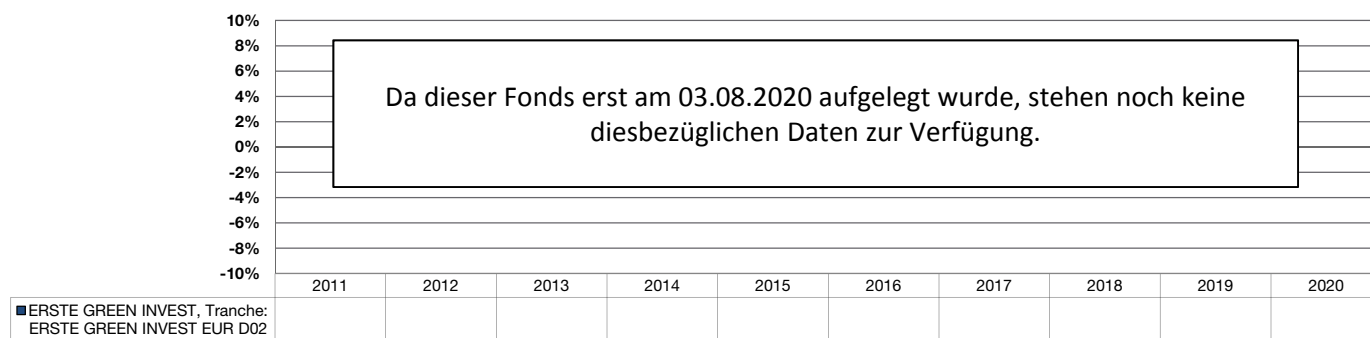 10%
8%
6%
4%
2%
0%
-2%
-4%
-6%
-8%
-10%
Da dieser Fonds erst am 03.08.2020 aufgelegt wurde, stehen noch keine
diesbezüglichen Daten zur Verfügung.
2011 2012 2013 2014 2015 2016 2017 2018 2019 2020
ERSTE GREEN INVEST, Tranche:
ERSTE GREEN INVEST EUR D02